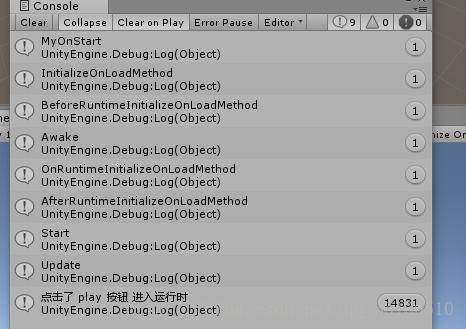 Console
Clear Collapse Clear on Play Error Pause Editor 9 0 0
MyOnStart 1
UnityEngine.Debug:Log(Object)
InitializeOnLoadMethod 1
UnityEngine.Debug:Log(Object)
BeforeRuntimeInitializeOnLoadMethod 1
UnityEngine.Debug:Log(Object)
Awake 1
UnityEngine.Debug:Log(Object)
OnRuntimeInitializeOnLoadMethod 1
UnityEngine.Debug:Log(Object)
AfterRuntimeInitializeOnLoadMethod 1
UnityEngine.Debug:Log(Object)
Start 1
UnityEngine.Debug:Log(Object)
Update 1
UnityEngine.Debug:Log(Object)
点击了 play 按钮 进入运行时 14831
UnityEngine.Debug:Log(Object)